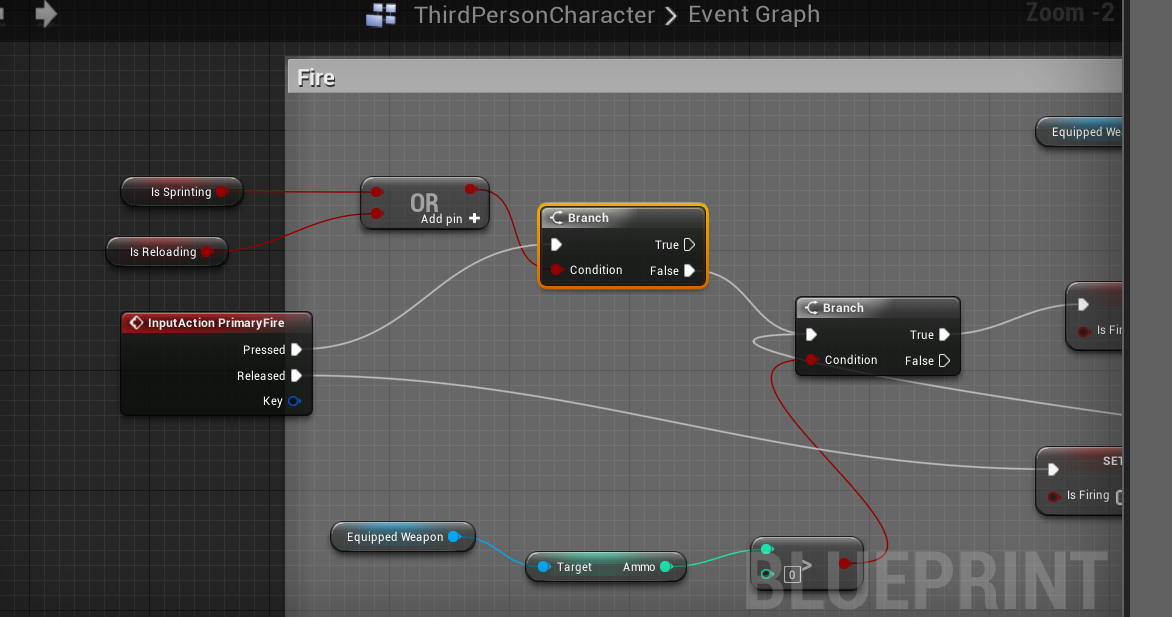 ThirdPersonCharacter > Event Graph
Zoom -2
Fire
Equipped We
Is Sprinting
OR
Add pin
Branch
True
Is Reloading
Condition
False
InputAction PrimaryFire
Pressed
Released
Key
Branch
True
Condition
False
Is Fir
SET
Is Firing
Equipped Weapon
Target
Ammo
>
0
BLUEPRINT